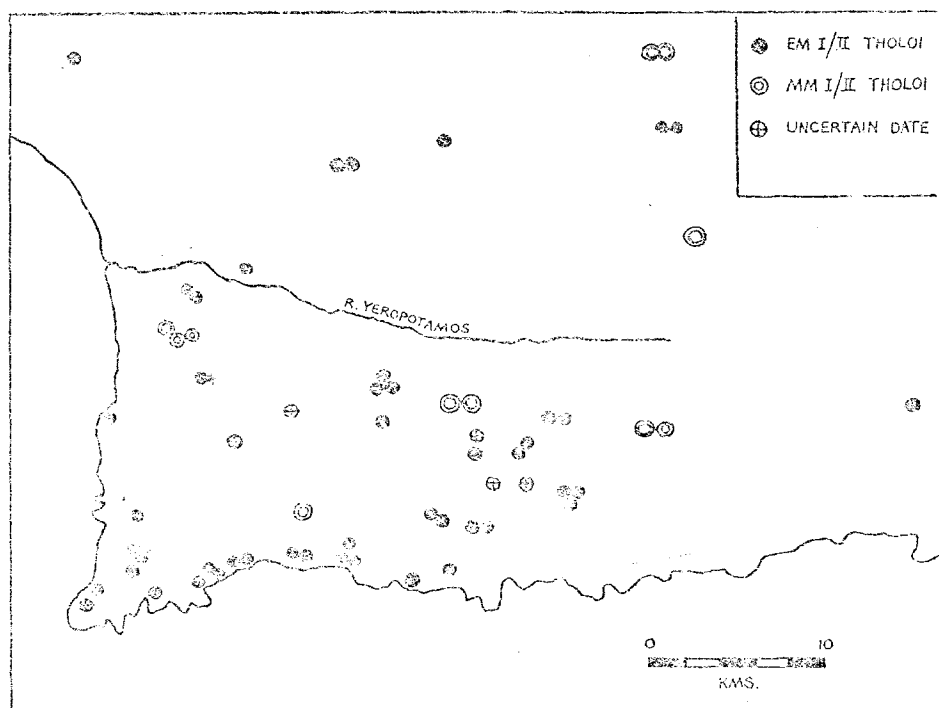 EM I/II THOLOI
MM I/II THOLOI
UNCERTAIN DATE
R. YEROPOTAMOS
0 10
KMS.